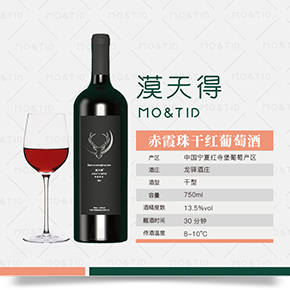 MO&TID
漠天得
MO&TID
赤霞珠干红葡萄酒
产区 中国宁夏红寺堡葡萄产区
酒庄 龙驿酒庄
酒型 干型
容量 750ml
酒精度数 13.5%vol
醒酒时间 30分钟
侍酒温度 8-10°C